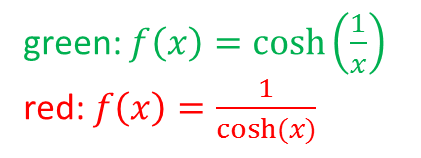 green: f(x) = cosh(1/x)
red: f(x) = 1/cosh(x)